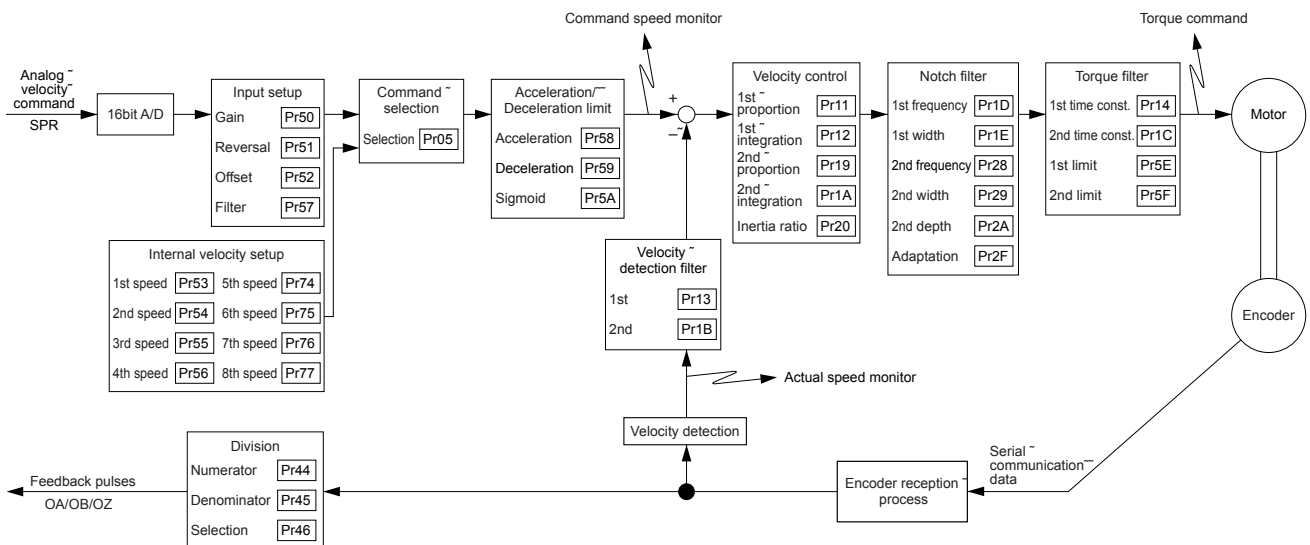 Command speed monitor
Torque command
Analog ˜
velocity˜
command
SPR
16bit A/D
Input setup
Gain Pr50
Reversal Pr51
Offset Pr52
Filter Pr57
Command ˜
selection
Selection Pr05
Acceleration/˜˜
Deceleration limit
Acceleration Pr58
Deceleration Pr59
Sigmoid Pr5A
+
−˜
Velocity control
1st ˜
proportion Pr11
1st ˜
integration Pr12
2nd ˜
proportion Pr19
2nd ˜
integration Pr1A
Inertia ratio Pr20
Notch filter
1st frequency Pr1D
1st width Pr1E
2nd frequency Pr28
2nd width Pr29
2nd depth Pr2A
Adaptation Pr2F
Torque filter
1st time const. Pr14
2nd time const. Pr1C
1st limit Pr5E
2nd limit Pr5F
Motor
Internal velocity setup
1st speed Pr53 5th speed Pr74
2nd speed Pr54 6th speed Pr75
3rd speed Pr55 7th speed Pr76
4th speed Pr56 8th speed Pr77
Velocity ˜
detection filter
1st Pr13
2nd Pr1B
Encoder
Actual speed monitor
Velocity detection
Division
Numerator Pr44
Denominator Pr45
Selection Pr46
Feedback pulses
OA/OB/OZ
Encoder reception ˜
process
Serial ˜
communication˜˜
data